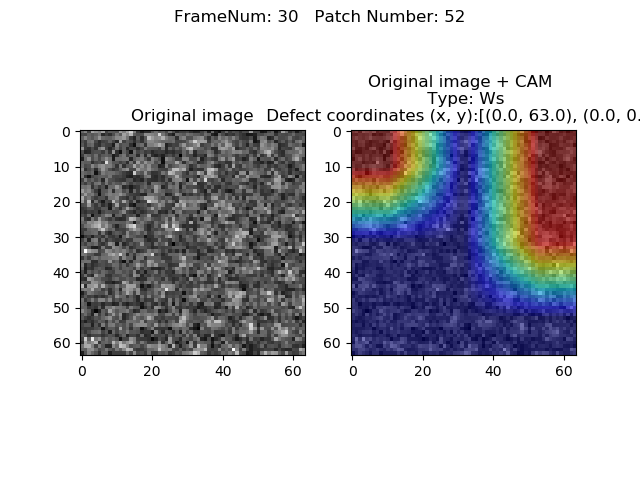 FrameNum: 30   Patch Number: 52
Original image + CAM
Type: Ws
Original image
Defect coordinates (x, y):[(0.0, 63.0), (0.0, 0.
0
10
20
30
40
50
60
0 20 40 60
0
10
20
30
40
50
60
0 20 40 60